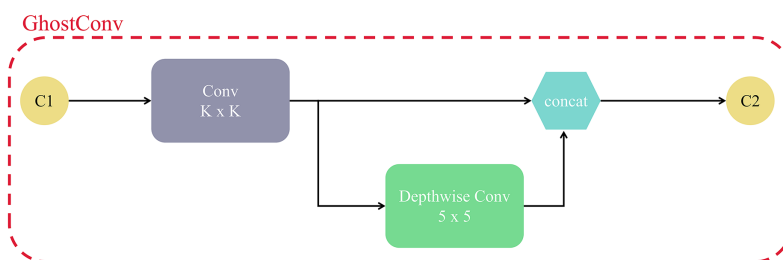 GhostConv
C1
Conv
K x K
concat
C2
Depthwise Conv
5 x 5